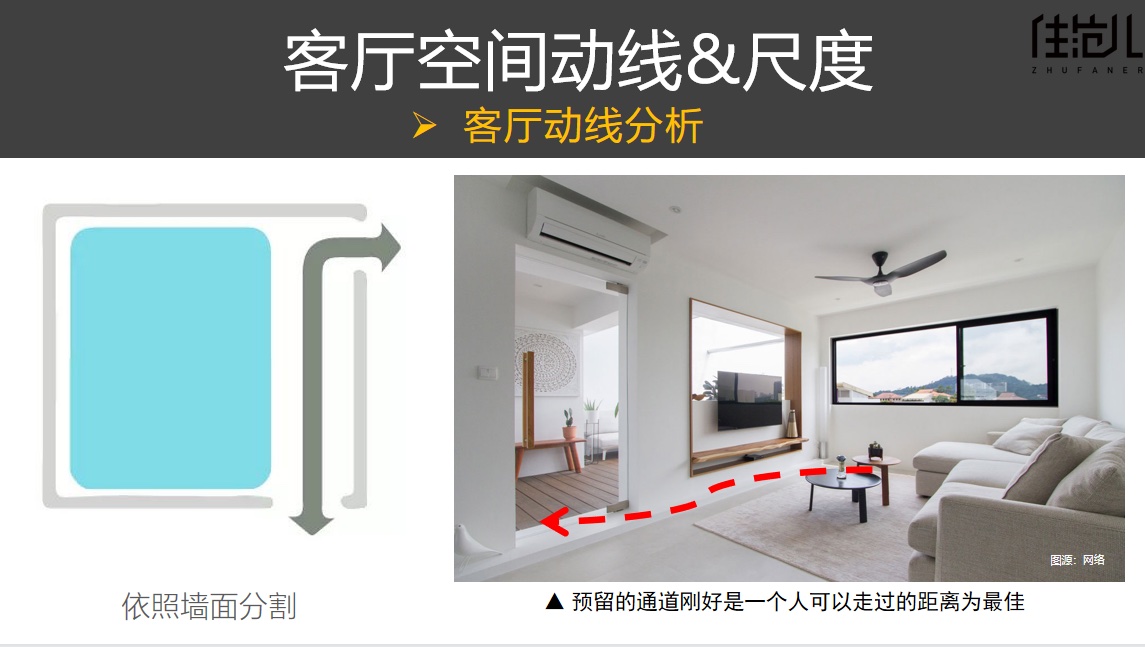 客厅空间动线&尺度
住范儿
ZHUFANER
➢ 客厅动线分析
图源：网络
依照墙面分割
▲ 预留的通道刚好是一个人可以走过的距离为最佳